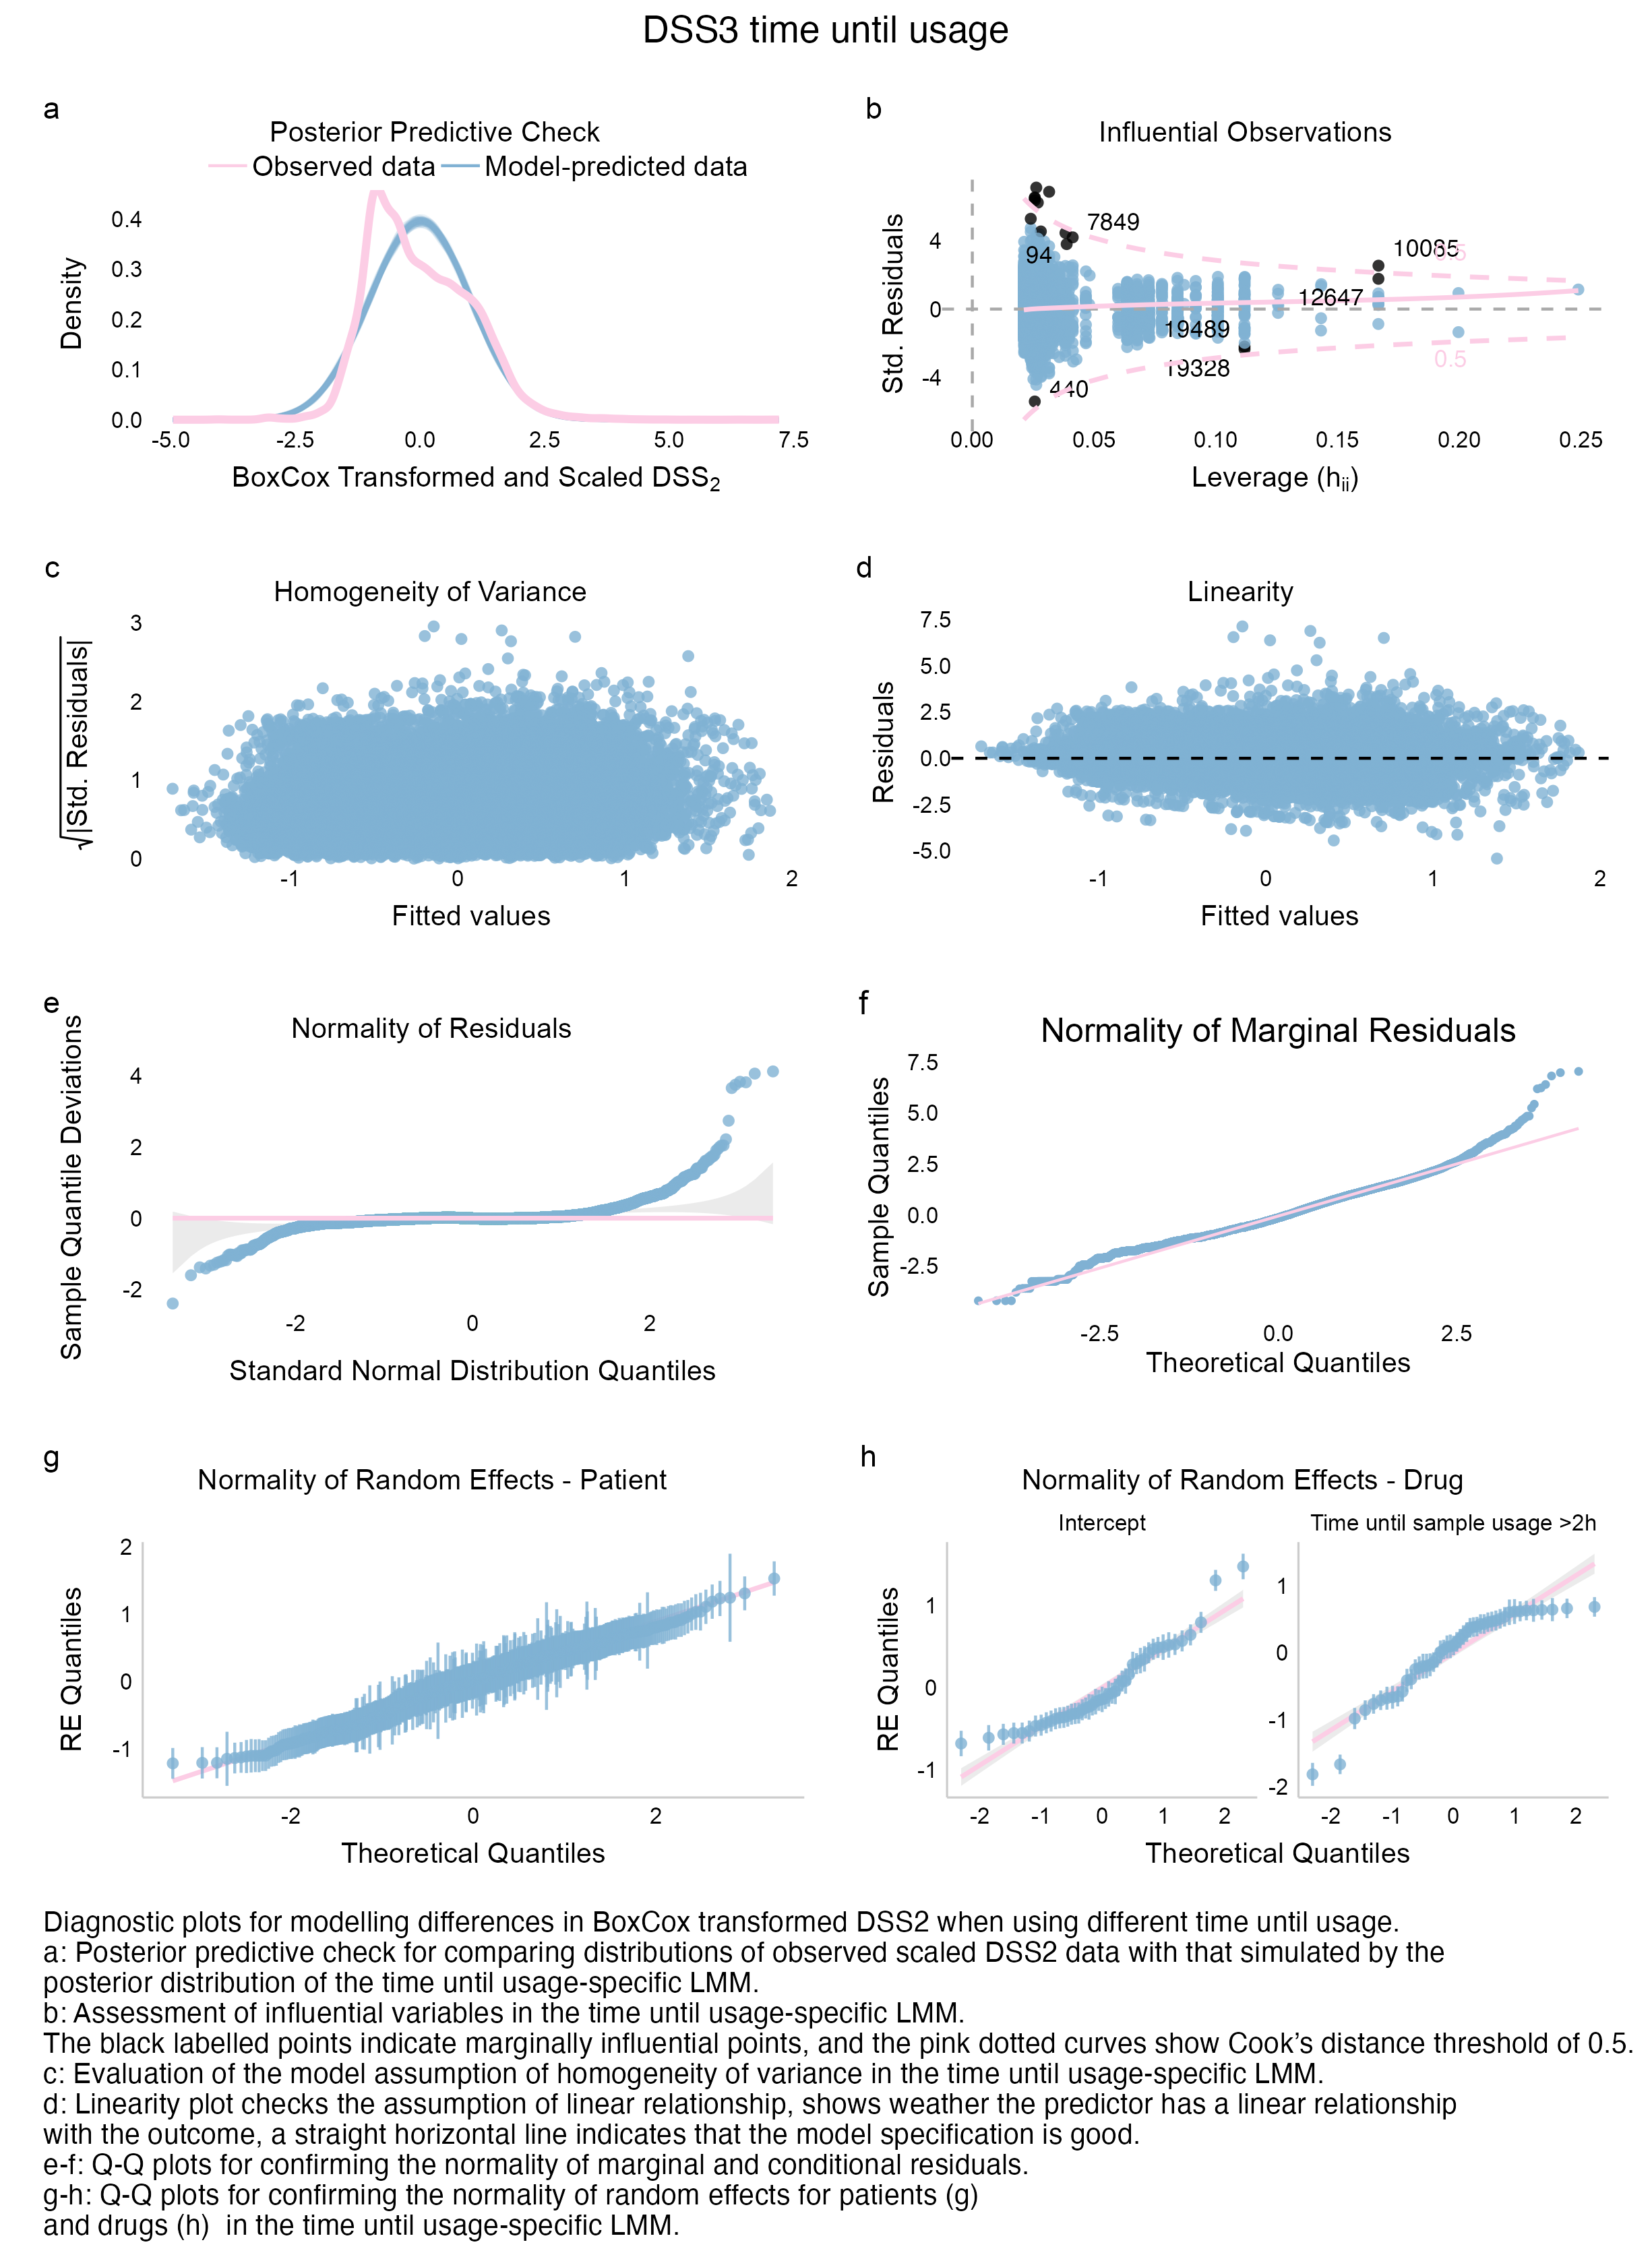 DSS3 time until usage
a
Posterior Predictive Check
Observed data Model-predicted data
Density
0.4
0.3
0.2
0.1
0.0
-5.0 -2.5 0.0 2.5 5.0 7.5
BoxCox Transformed and Scaled DSS2
b
Influential Observations
Std. Residuals
4
0
-4
7849
94
10085
0.5
12647
19489
19328
0.5
440
0.00 0.05 0.10 0.15 0.20 0.25
Leverage (hii)
c
Homogeneity of Variance
√|Std. Residuals|
3
2
1
0
-1 0 1 2
Fitted values
d
Linearity
Residuals
7.5
5.0
2.5
0.0
-2.5
-5.0
-1 0 1 2
Fitted values
e
Normality of Residuals
Sample Quantile Deviations
4
2
0
-2
-2 0 2
Standard Normal Distribution Quantiles
f
Normality of Marginal Residuals
Sample Quantiles
7.5
5.0
2.5
0.0
-2.5
-2.5 0.0 2.5
Theoretical Quantiles
g
Normality of Random Effects - Patient
RE Quantiles
2
1
0
-1
-2 0 2
Theoretical Quantiles
h
Normality of Random Effects - Drug
Intercept
Time until sample usage >2h
RE Quantiles
1
0
-1
-2 -1 0 1 2
1
0
-1
-2
-2 -1 0 1 2
Theoretical Quantiles
Diagnostic plots for modelling differences in BoxCox transformed DSS2 when using different time until usage.
a: Posterior predictive check for comparing distributions of observed scaled DSS2 data with that simulated by the
posterior distribution of the time until usage-specific LMM.
b: Assessment of influential variables in the time until usage-specific LMM.
The black labelled points indicate marginally influential points, and the pink dotted curves show Cook's distance threshold of 0.5.
c: Evaluation of the model assumption of homogeneity of variance in the time until usage-specific LMM.
d: Linearity plot checks the assumption of linear relationship, shows weather the predictor has a linear relationship
with the outcome, a straight horizontal line indicates that the model specification is good.
e-f: Q-Q plots for confirming the normality of marginal and conditional residuals.
g-h: Q-Q plots for confirming the normality of random effects for patients (g)
and drugs (h)  in the time until usage-specific LMM.